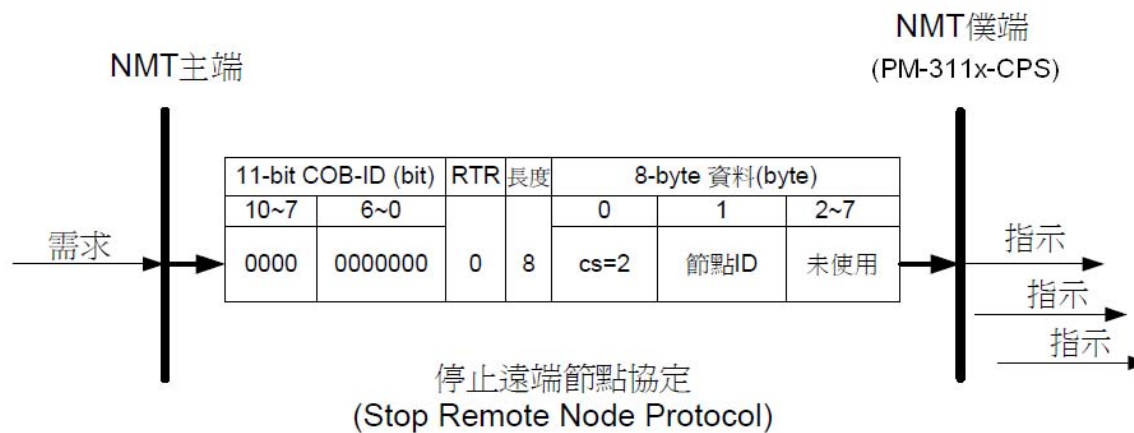 NMT主端
NMT僕端
(PM-311x-CPS)
11-bit COB-ID (bit) RTR 長度 8-byte 資料(byte)
10~7 6~0 0 1 2~7
需求 0000 0000000 0 8 cs=2 節點ID 未使用 指示
指示
指示
停止遠端節點協定
(Stop Remote Node Protocol)